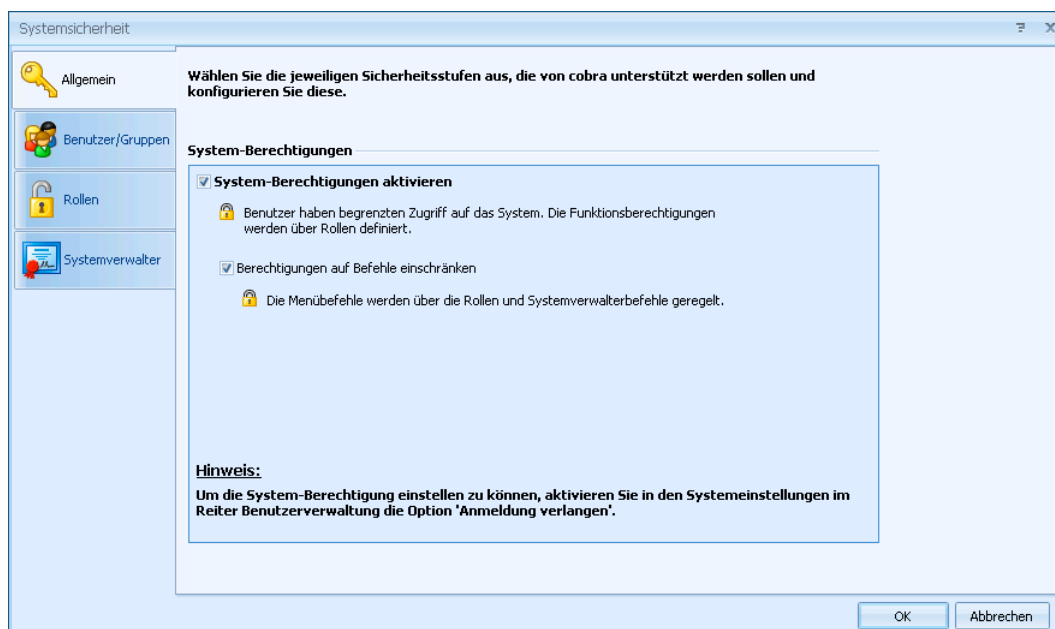 Systemsicherheit
Allgemein
Benutzer/Gruppen
Rollen
Systemverwalter
Wählen Sie die jeweiligen Sicherheitsstufen aus, die von cobra unterstützt werden sollen und
konfigurieren Sie diese.
System-Berechtigungen
System-Berechtigungen aktivieren
Benutzer haben begrenzten Zugriff auf das System. Die Funktionsberechtigungen
werden über Rollen definiert.
Berechtigungen auf Befehle einschränken
Die Menübefehle werden über die Rollen und Systemverwalterbefehle geregelt.
Hinweis:
Um die System-Berechtigung einstellen zu können, aktivieren Sie in den Systemeinstellungen im
Reiter Benutzerverwaltung die Option 'Anmeldung verlangen'.
OK
Abbrechen